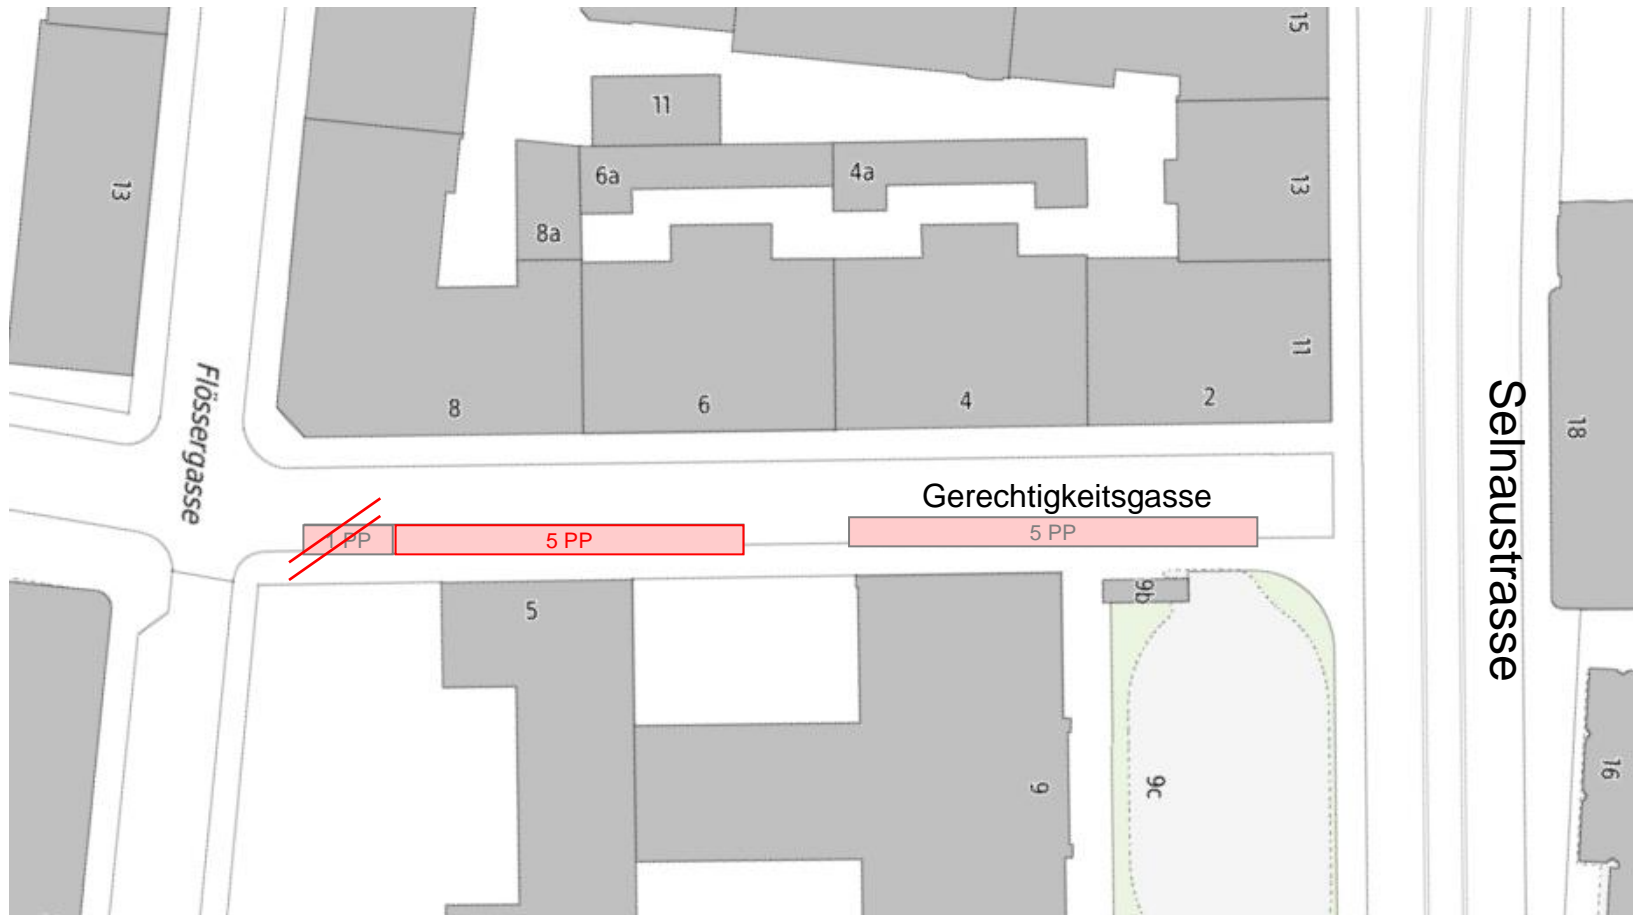 15
11
13
6a
4a
13
8a
11
2
8
6
4
18
Flössergasse
Selnaustrasse
Gerechtigkeitsgasse
1 PP
5 PP
5 PP
5
9b
9
9c
16